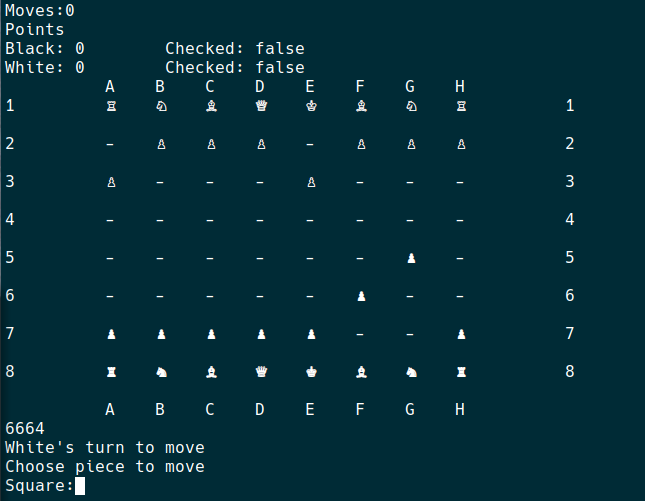 Moves:0
Points
Black: 0 Checked: false
White: 0 Checked: false
A B C D E F G H
1 ♖ ♘ ♗ ♕ ♔ ♗ ♘ ♖ 1
2 – ♙ ♙ ♙ – ♙ ♙ ♙ 2
3 ♙ – – – ♙ – – – 3
4 – – – – – – – – 4
5 – – – – – – ♟ – 5
6 – – – – – ♟ – – 6
7 ♟ ♟ ♟ ♟ ♟ – – ♟ 7
8 ♜ ♞ ♝ ♛ ♚ ♝ ♞ ♜ 8
A B C D E F G H
6664
White's turn to move
Choose piece to move
Square: